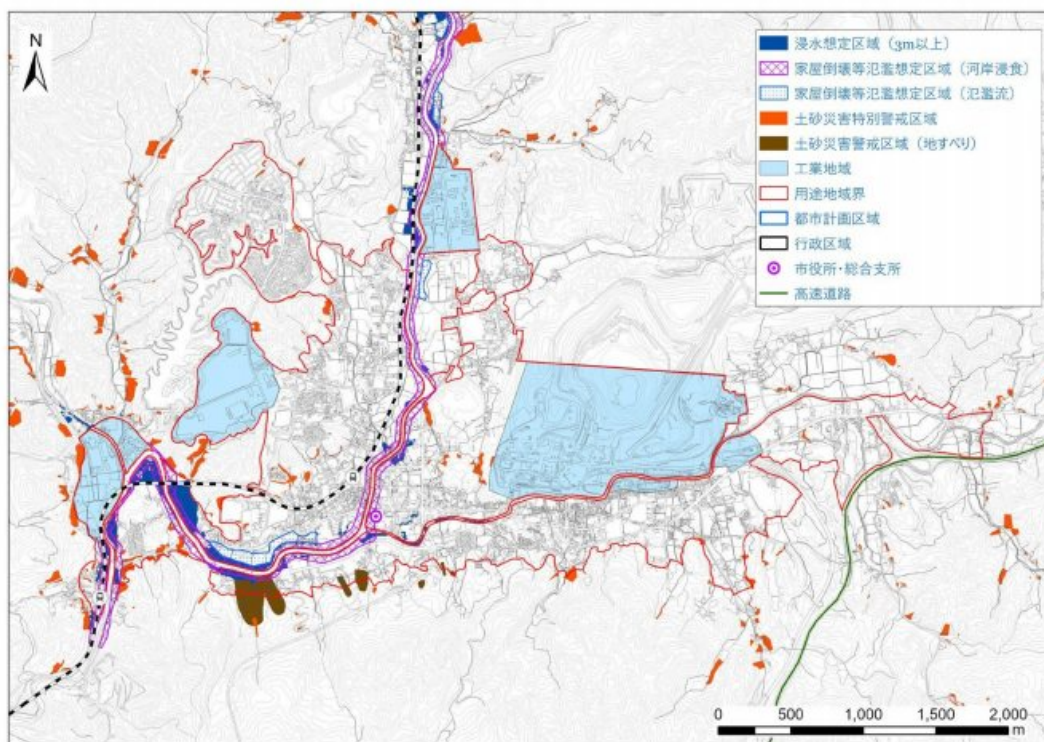 N
浸水想定区域（3m以上）
家屋倒壊等氾濫想定区域（河岸浸食）
家屋倒壊等氾濫想定区域（氾濫流）
土砂災害特別警戒区域
土砂災害警戒区域（地すべり）
工業地域
用途地域界
都市計画区域
行政区域
市役所・総合支所
高速道路
0 500 1,000 1,500 2,000
m